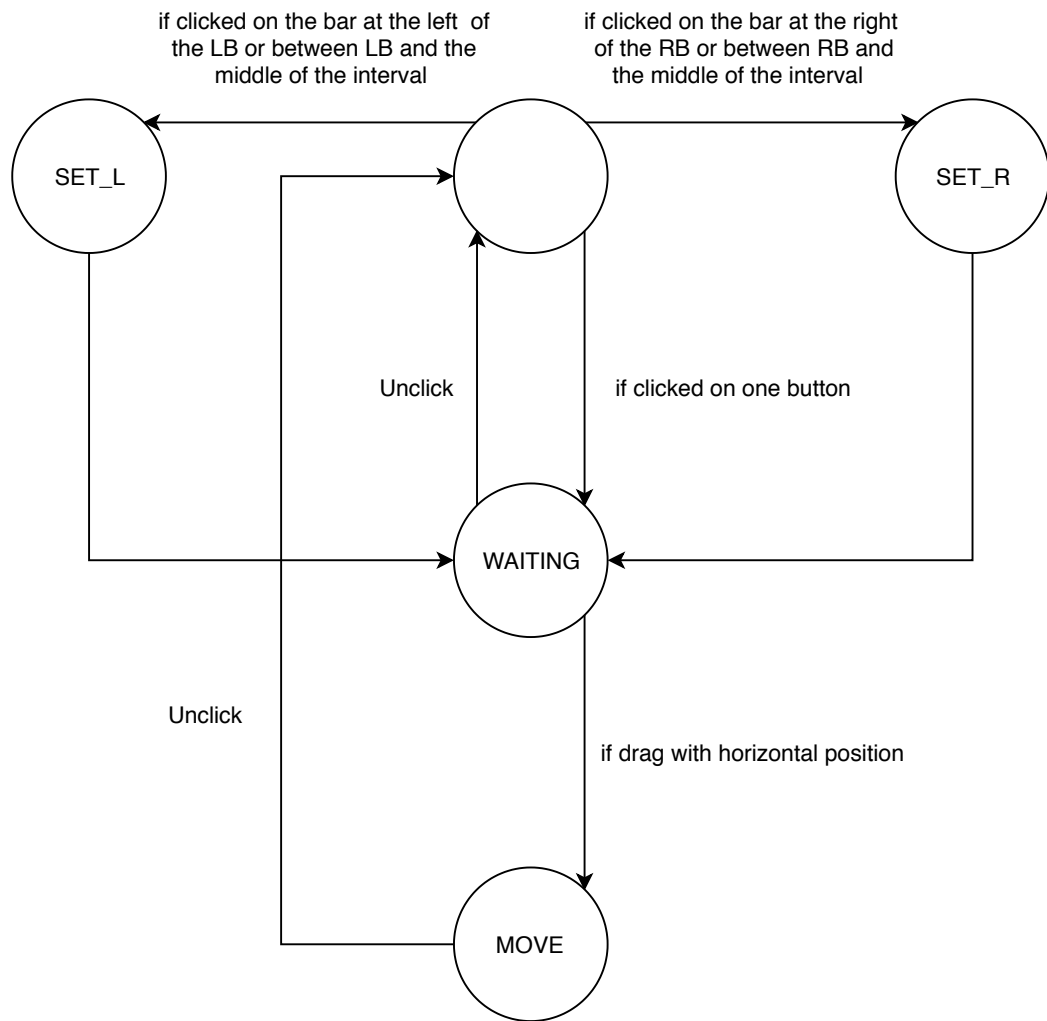 if clicked on the bar at the left of
the LB or between LB and the
middle of the interval
if clicked on the bar at the right
of the RB or between RB and
the middle of the interval
SET_L
SET_R
Unclick
if clicked on one button
WAITING
Unclick
if drag with horizontal position
MOVE